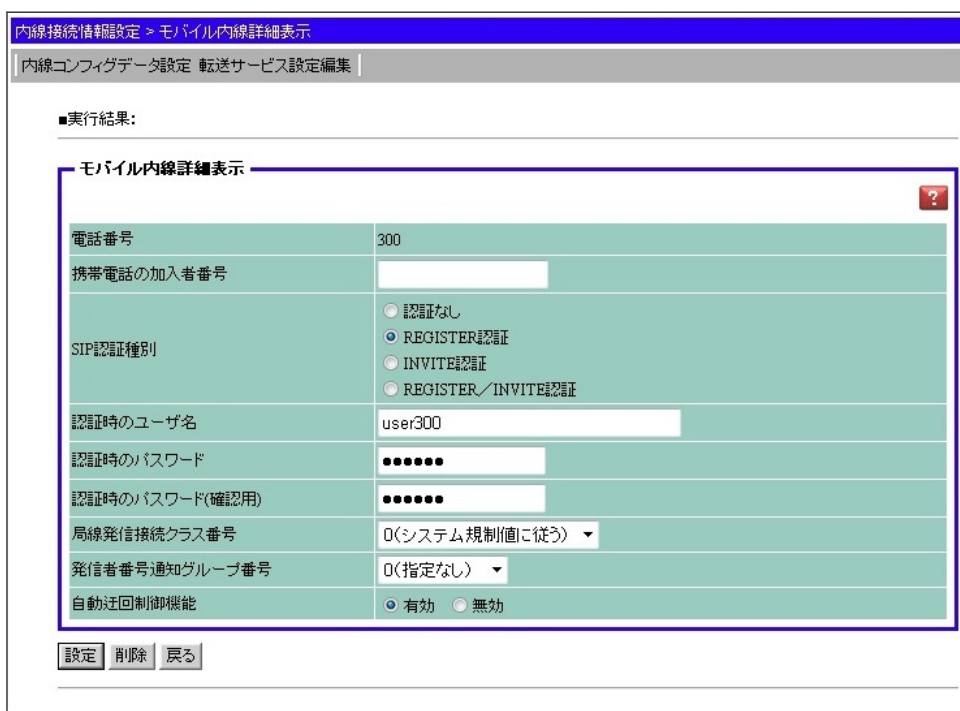 内線接続情報設定 > モバイル内線詳細表示
内線コンフィグデータ設定 転送サービス設定編集
■実行結果:
モバイル内線詳細表示
?
電話番号 300
携帯電話の加入者番号
SIP認証種別
認証なし
REGISTER認証
INVITE認証
REGISTER／INVITE認証
認証時のユーザ名 user300
認証時のパスワード ●●●●●●
認証時のパスワード(確認用) ●●●●●●
局線発信接続クラス番号 0(システム規制値に従う)
発信者番号通知グループ番号 0(指定なし)
自動迂回制御機能 有効 無効
設定 削除 戻る